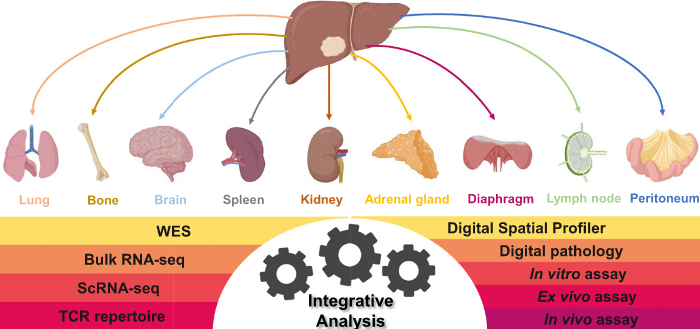 Lung
Bone
Brain
Spleen
Kidney
Adrenal gland
Diaphragm
Lymph node
Peritoneum
WES
Bulk RNA-seq
ScRNA-seq
TCR repertoire
Integrative
Analysis
Digital Spatial Profiler
Digital pathology
In vitro assay
Ex vivo assay
In vivo assay